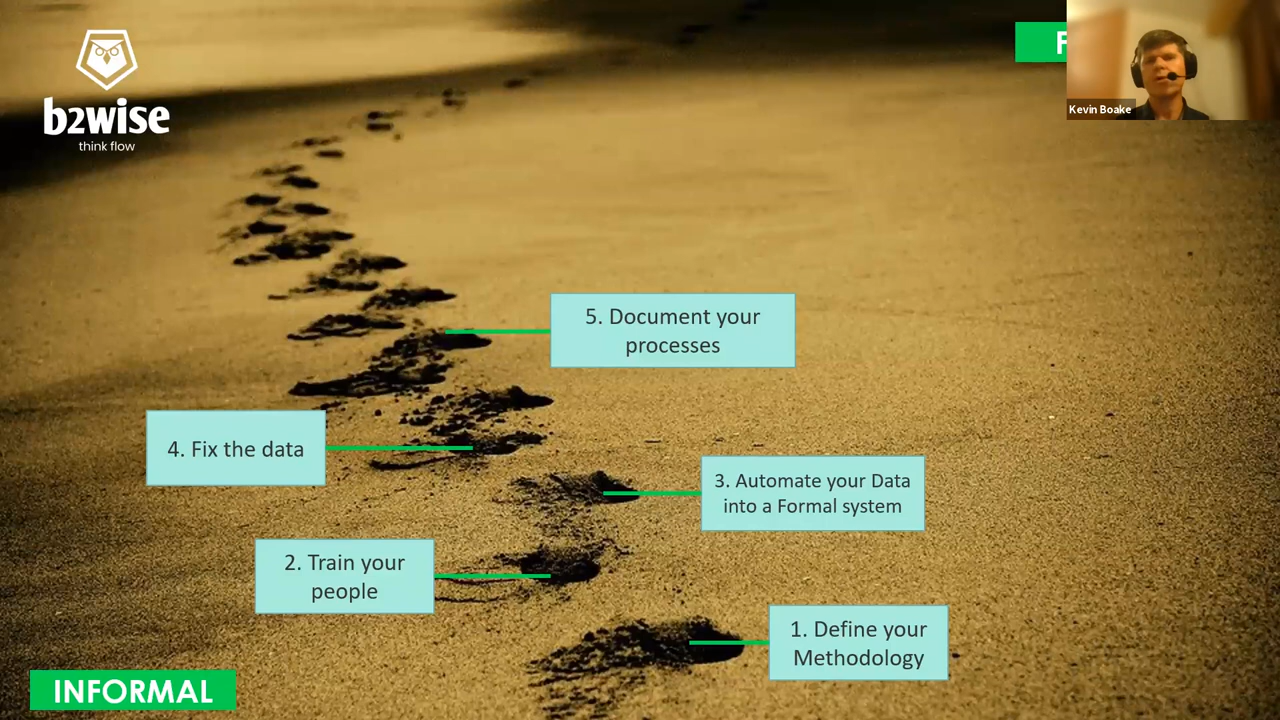 b2wise
think flow
F
Kevin Boake
5. Document your
processes
4. Fix the data
3. Automate your Data
into a Formal system
2. Train your
people
1. Define your
Methodology
INFORMAL